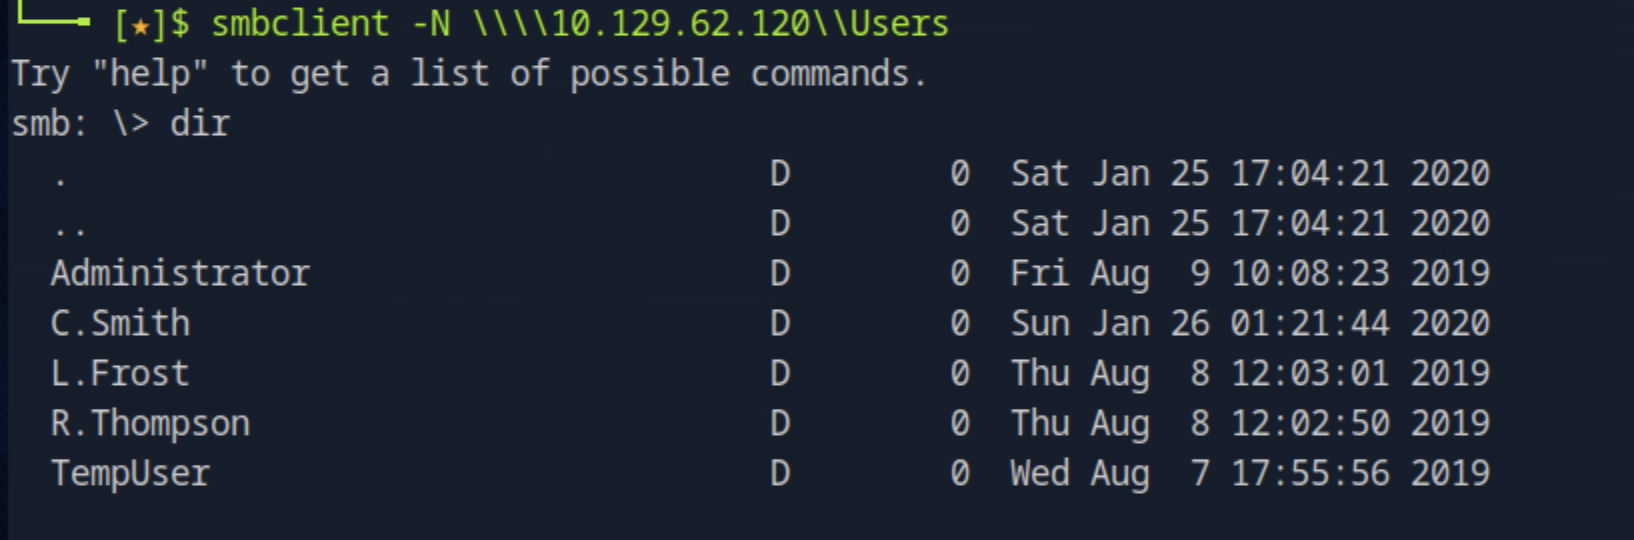 [★]$ smbclient -N \\\\10.129.62.120\\Users
Try "help" to get a list of possible commands.
smb: \> dir
. D 0 Sat Jan 25 17:04:21 2020
.. D 0 Sat Jan 25 17:04:21 2020
Administrator D 0 Fri Aug 9 10:08:23 2019
C.Smith D 0 Sun Jan 26 01:21:44 2020
L.Frost D 0 Thu Aug 8 12:03:01 2019
R.Thompson D 0 Thu Aug 8 12:02:50 2019
TempUser D 0 Wed Aug 7 17:55:56 2019